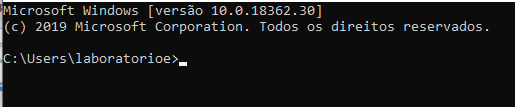 Microsoft Windows [versão 10.0.18362.30]
(c) 2019 Microsoft Corporation. Todos os direitos reservados.
C:\Users\laboratorioe>